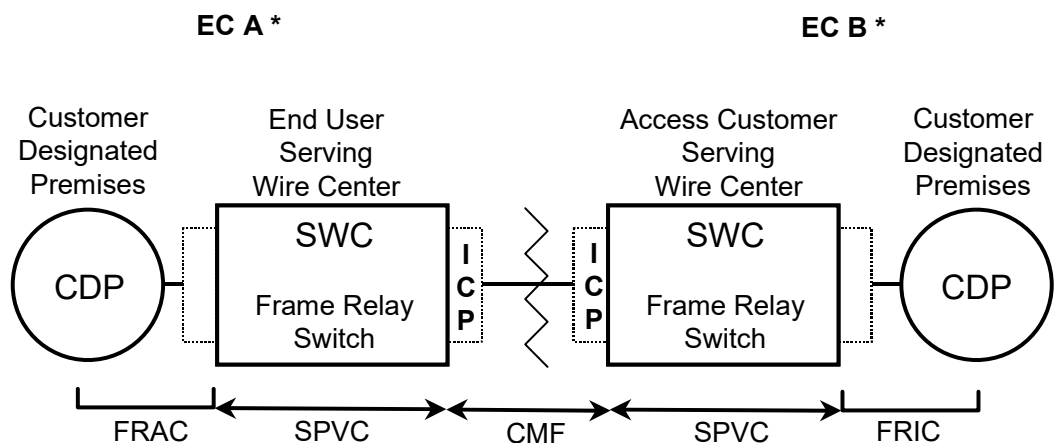 EC A *
EC B *
Customer
Designated
Premises
End User
Serving
Wire Center
Access Customer
Serving
Wire Center
Customer
Designated
Premises
CDP
SWC
Frame Relay
Switch
I
C
P
I
C
P
SWC
Frame Relay
Switch
CDP
FRAC
SPVC
CMF
SPVC
FRIC